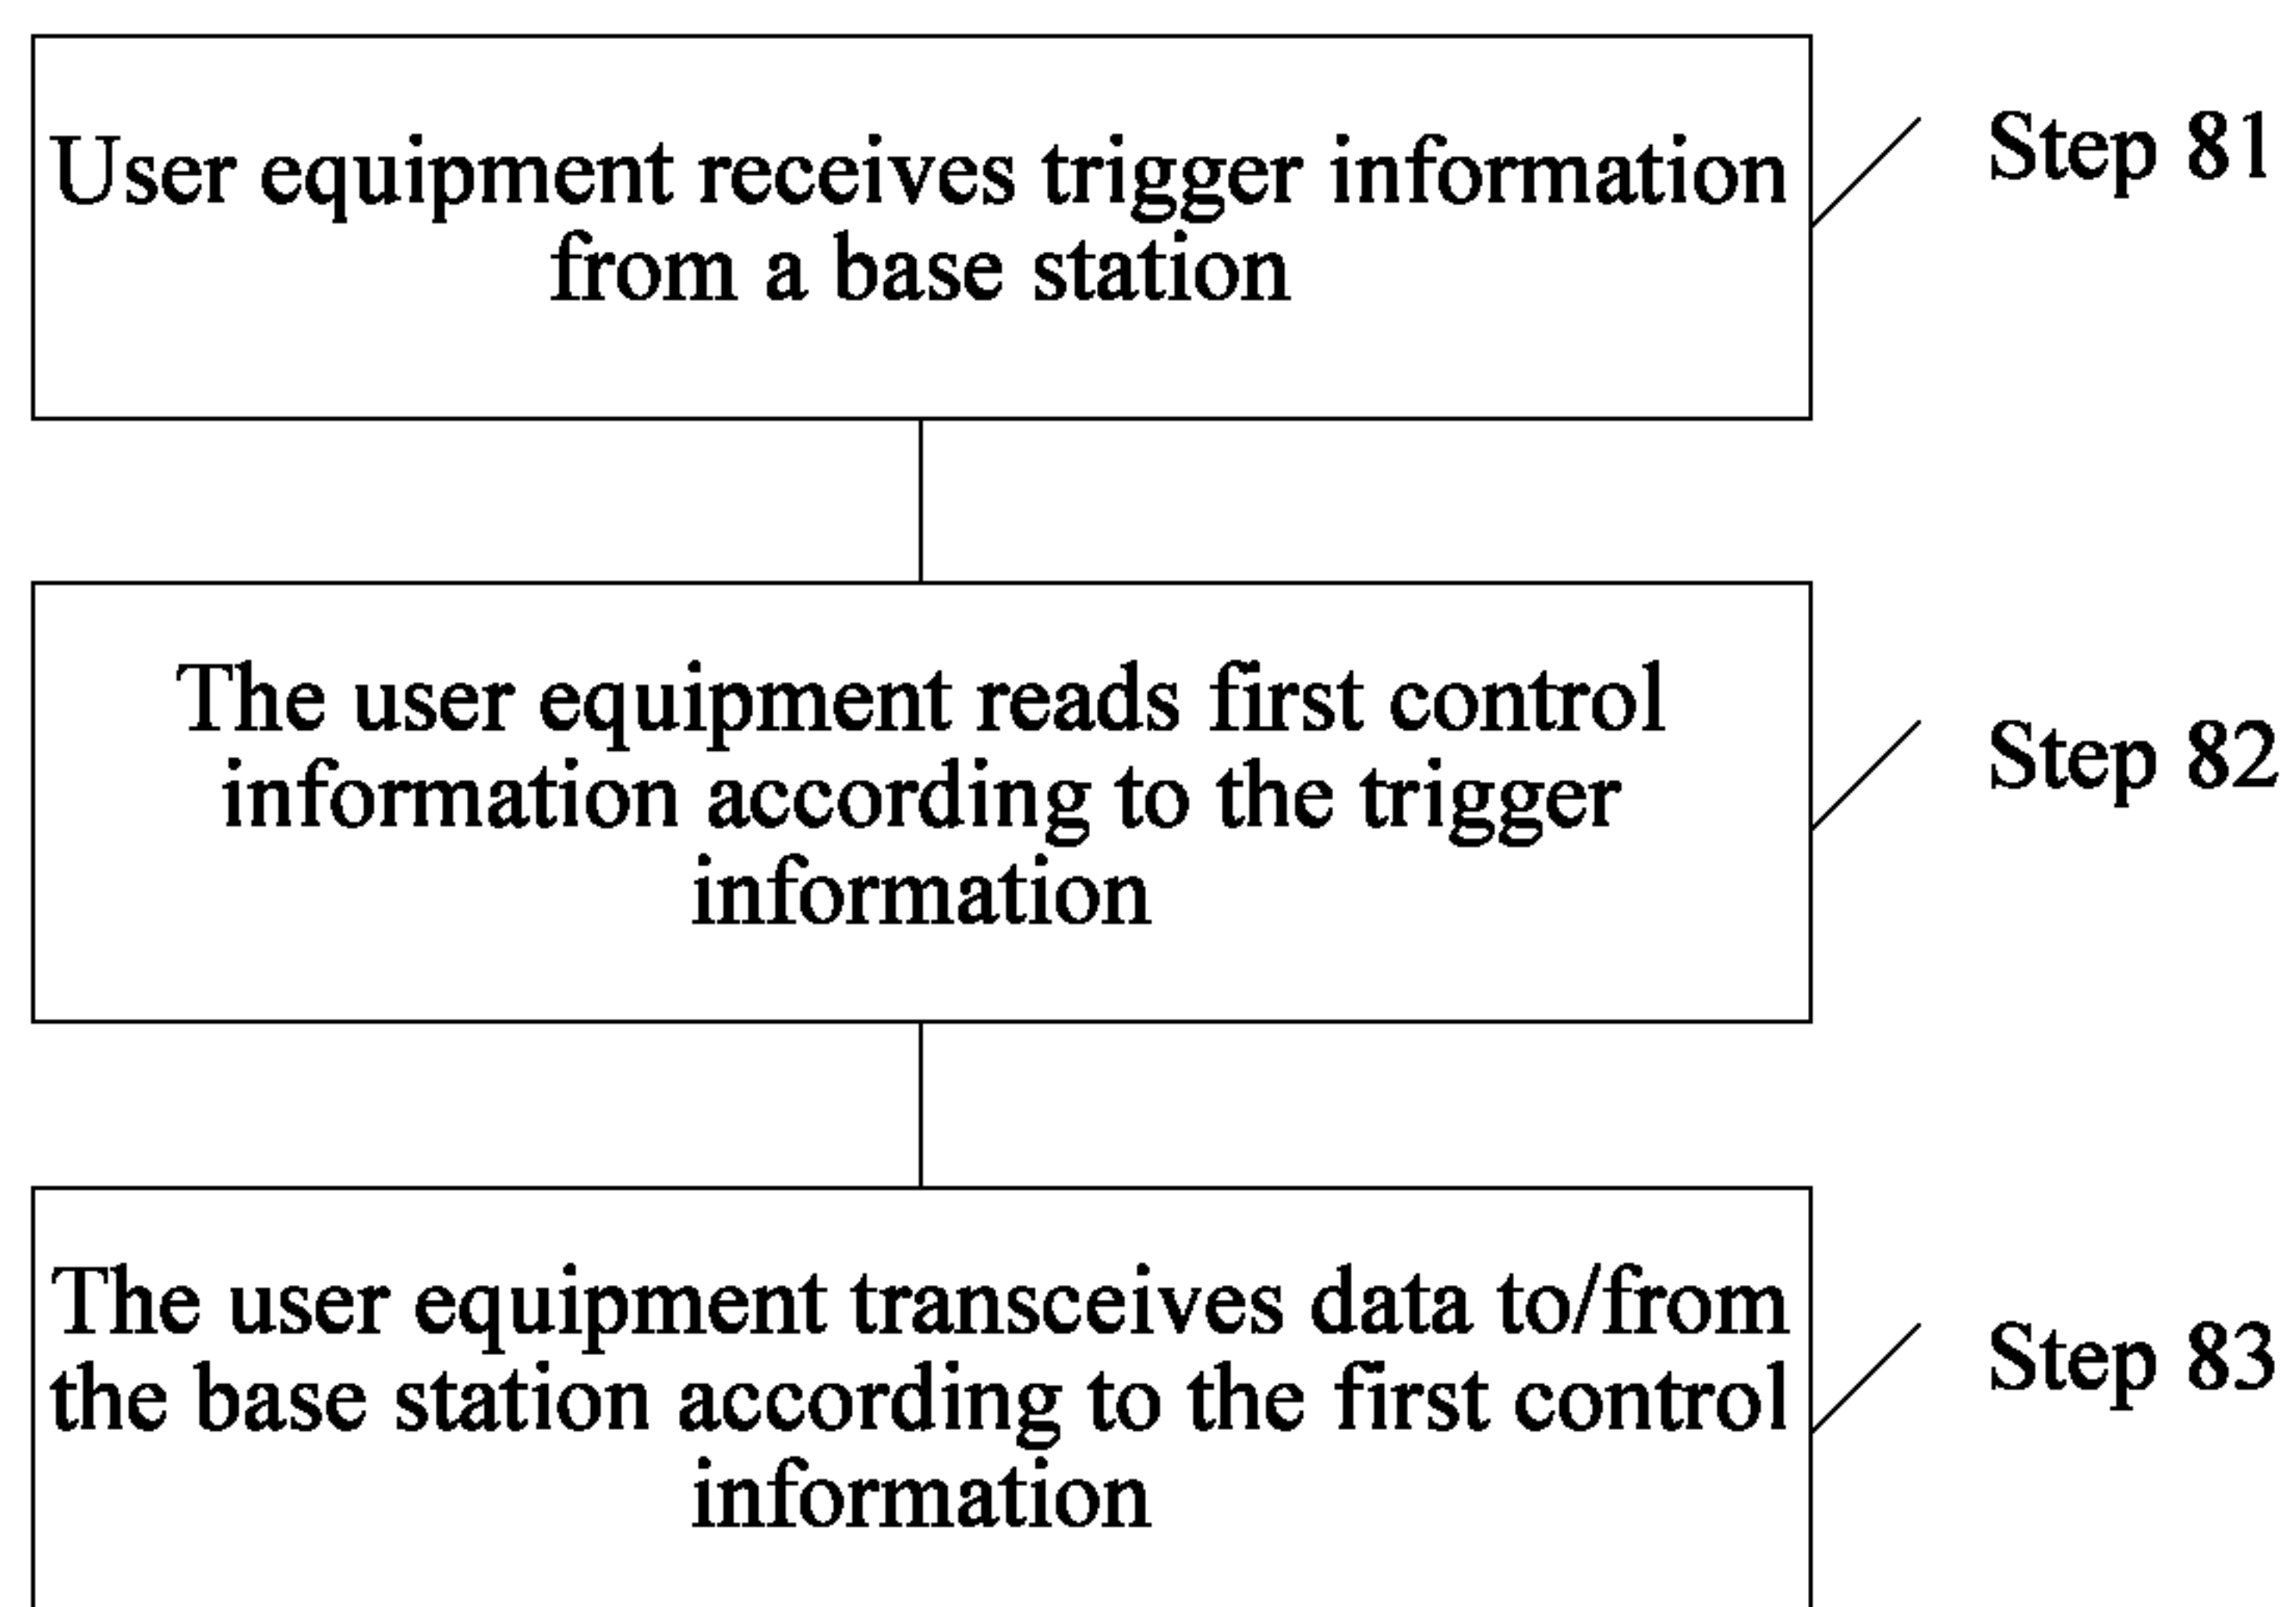 User equipment receives trigger information
from a base station
Step 81
The user equipment reads first control
information according to the trigger
information
Step 82
The user equipment transceives data to/from
the base station according to the first control
information
Step 83